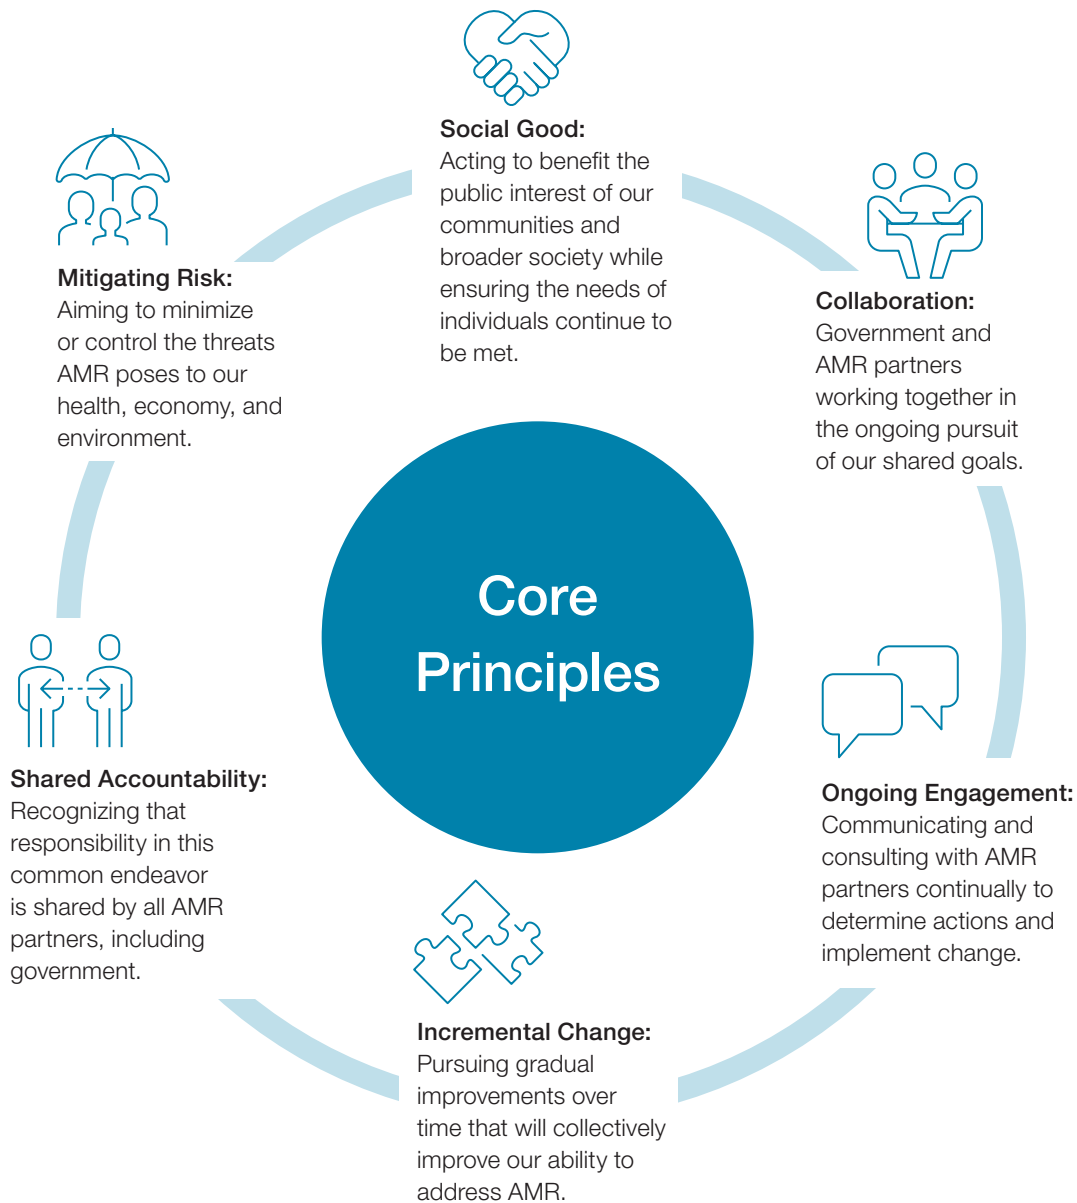 Social Good:
Acting to benefit the
public interest of our
communities and
broader society while
ensuring the needs of
individuals continue to
be met.
Collaboration:
Government and
AMR partners
working together in
the ongoing pursuit
of our shared goals.
Ongoing Engagement:
Communicating and
consulting with AMR
partners continually to
determine actions and
implement change.
Incremental Change:
Pursuing gradual
improvements over
time that will collectively
improve our ability to
address AMR.
Shared Accountability:
Recognizing that
responsibility in this
common endeavor
is shared by all AMR
partners, including
government.
Mitigating Risk:
Aiming to minimize
or control the threats
AMR poses to our
health, economy, and
environment.
Core
Principles